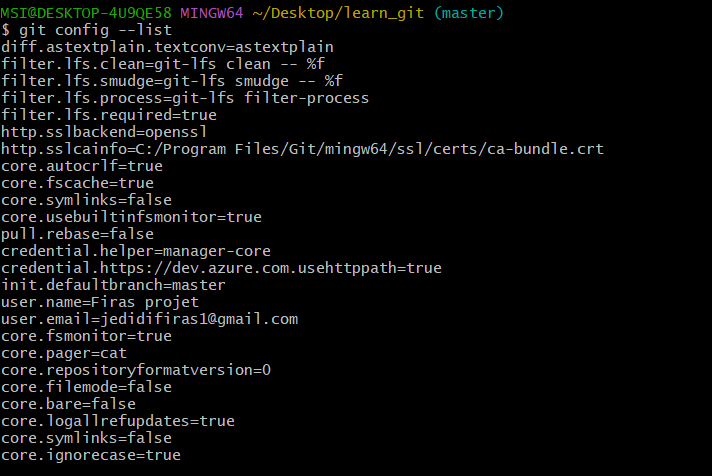 MSI@DESKTOP-4U9QE58 MINGW64 ~/Desktop/learn_git (master)
$ git config --list
diff.astextplain.textconv=astextplain
filter.lfs.clean=git-lfs clean -- %f
filter.lfs.smudge=git-lfs smudge -- %f
filter.lfs.process=git-lfs filter-process
filter.lfs.required=true
http.sslbackend=openssl
http.sslcainfo=C:/Program Files/Git/mingw64/ssl/certs/ca-bundle.crt
core.autocrlf=true
core.fscache=true
core.symlinks=false
core.usebuiltinfsmonitor=true
pull.rebase=false
credential.helper=manager-core
credential.https://dev.azure.com.usehttppath=true
init.defaultbranch=master
user.name=Firas projet
user.email=jedidifiras1@gmail.com
core.fsmonitor=true
core.pager=cat
core.repositoryformatversion=0
core.filemode=false
core.bare=false
core.logallrefupdates=true
core.symlinks=false
core.ignorecase=true